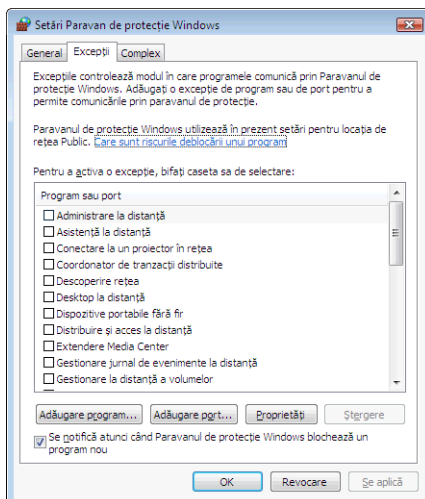 Setări Paravan de protecție Windows
General Excepții Complex
Excepțiile controlează modul în care programele comunică prin Paravanul de
protecție Windows. Adăugați o excepție de program sau de port pentru a
permite comunicările prin paravanul de protecție.
Paravanul de protecție Windows utilizează în prezent setări pentru locația de
rețea Public. Care sunt riscurile deblocării unui program
Pentru a activa o excepție, bifați caseta sa de selectare:
Program sau port
Administrare la distanță
Asistență la distanță
Conectare la un proiector în rețea
Coordonator de tranzacții distribuite
Descoperire rețea
Desktop la distanță
Dispozitive portabile fără fir
Distribuire și acces la distanță
Extendere Media Center
Gestionare jurnal de evenimente la distanță
Gestionare la distanță a volumelor
Adăugare program... Adăugare port... Proprietăți Ștergere
Se notifică atunci când Paravanul de protecție Windows blochează un
program nou
OK Revocare Se aplică